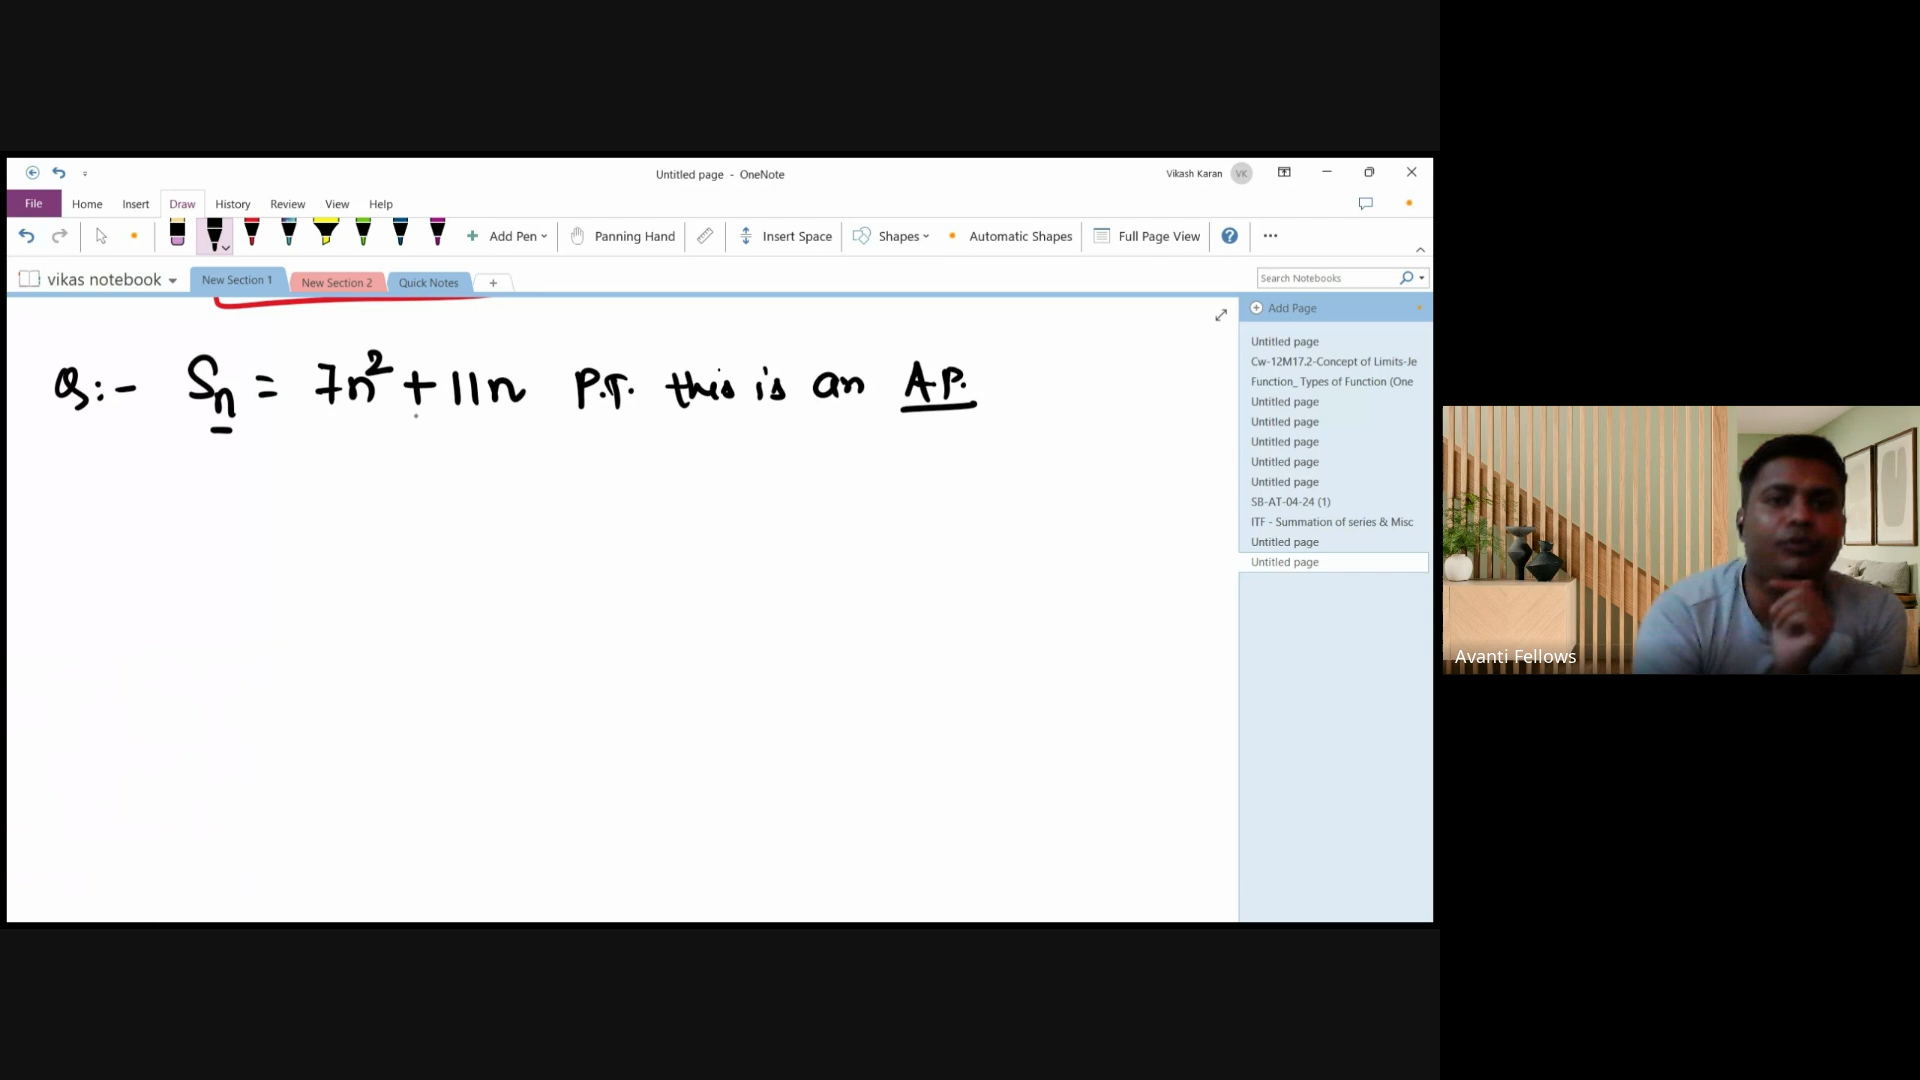 Untitled page - OneNote
Vikash Karan VK
File Home Insert Draw History Review View Help
Add Pen Panning Hand Insert Space Shapes Automatic Shapes Full Page View ? ...
vikas notebook New Section 1 New Section 2 Quick Notes +
Search Notebooks
Add Page
Untitled page
Cw-12M17.2-Concept of Limits-Je
Function_ Types of Function (One
Untitled page
Untitled page
Untitled page
Untitled page
Untitled page
SB-AT-04-24 (1)
ITF - Summation of series & Misc
Untitled page
Untitled page
Q:- Sn = 7n² + 11n P.T. this is an A.P.
Avanti Fellows